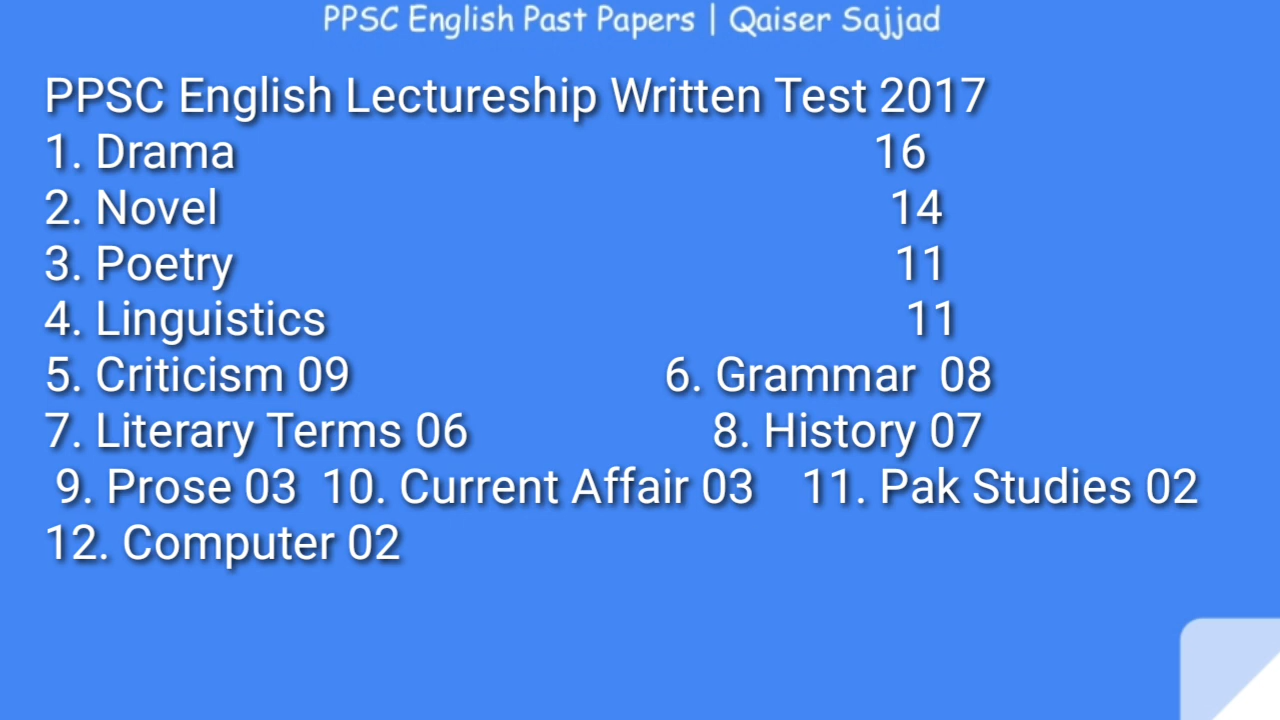 PPSC English Past Papers | Qaiser Sajjad
PPSC English Lectureship Written Test 2017
1. Drama 16
2. Novel 14
3. Poetry 11
4. Linguistics 11
5. Criticism 09 6. Grammar 08
7. Literary Terms 06 8. History 07
9. Prose 03 10. Current Affair 03 11. Pak Studies 02
12. Computer 02